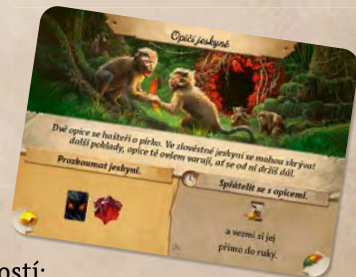 Opičí jeskyně
Dvě opice se hašteří o pírko. Ve zlověstné jeskyni se mohou skrývat
další poklady, opice tě ovšem varují, ať se od ní držíš dál.
Prozkoumat jeskyni.
Spřátelit se s opicemi.
a vezmi si jej
přímo do ruky.
ostí: